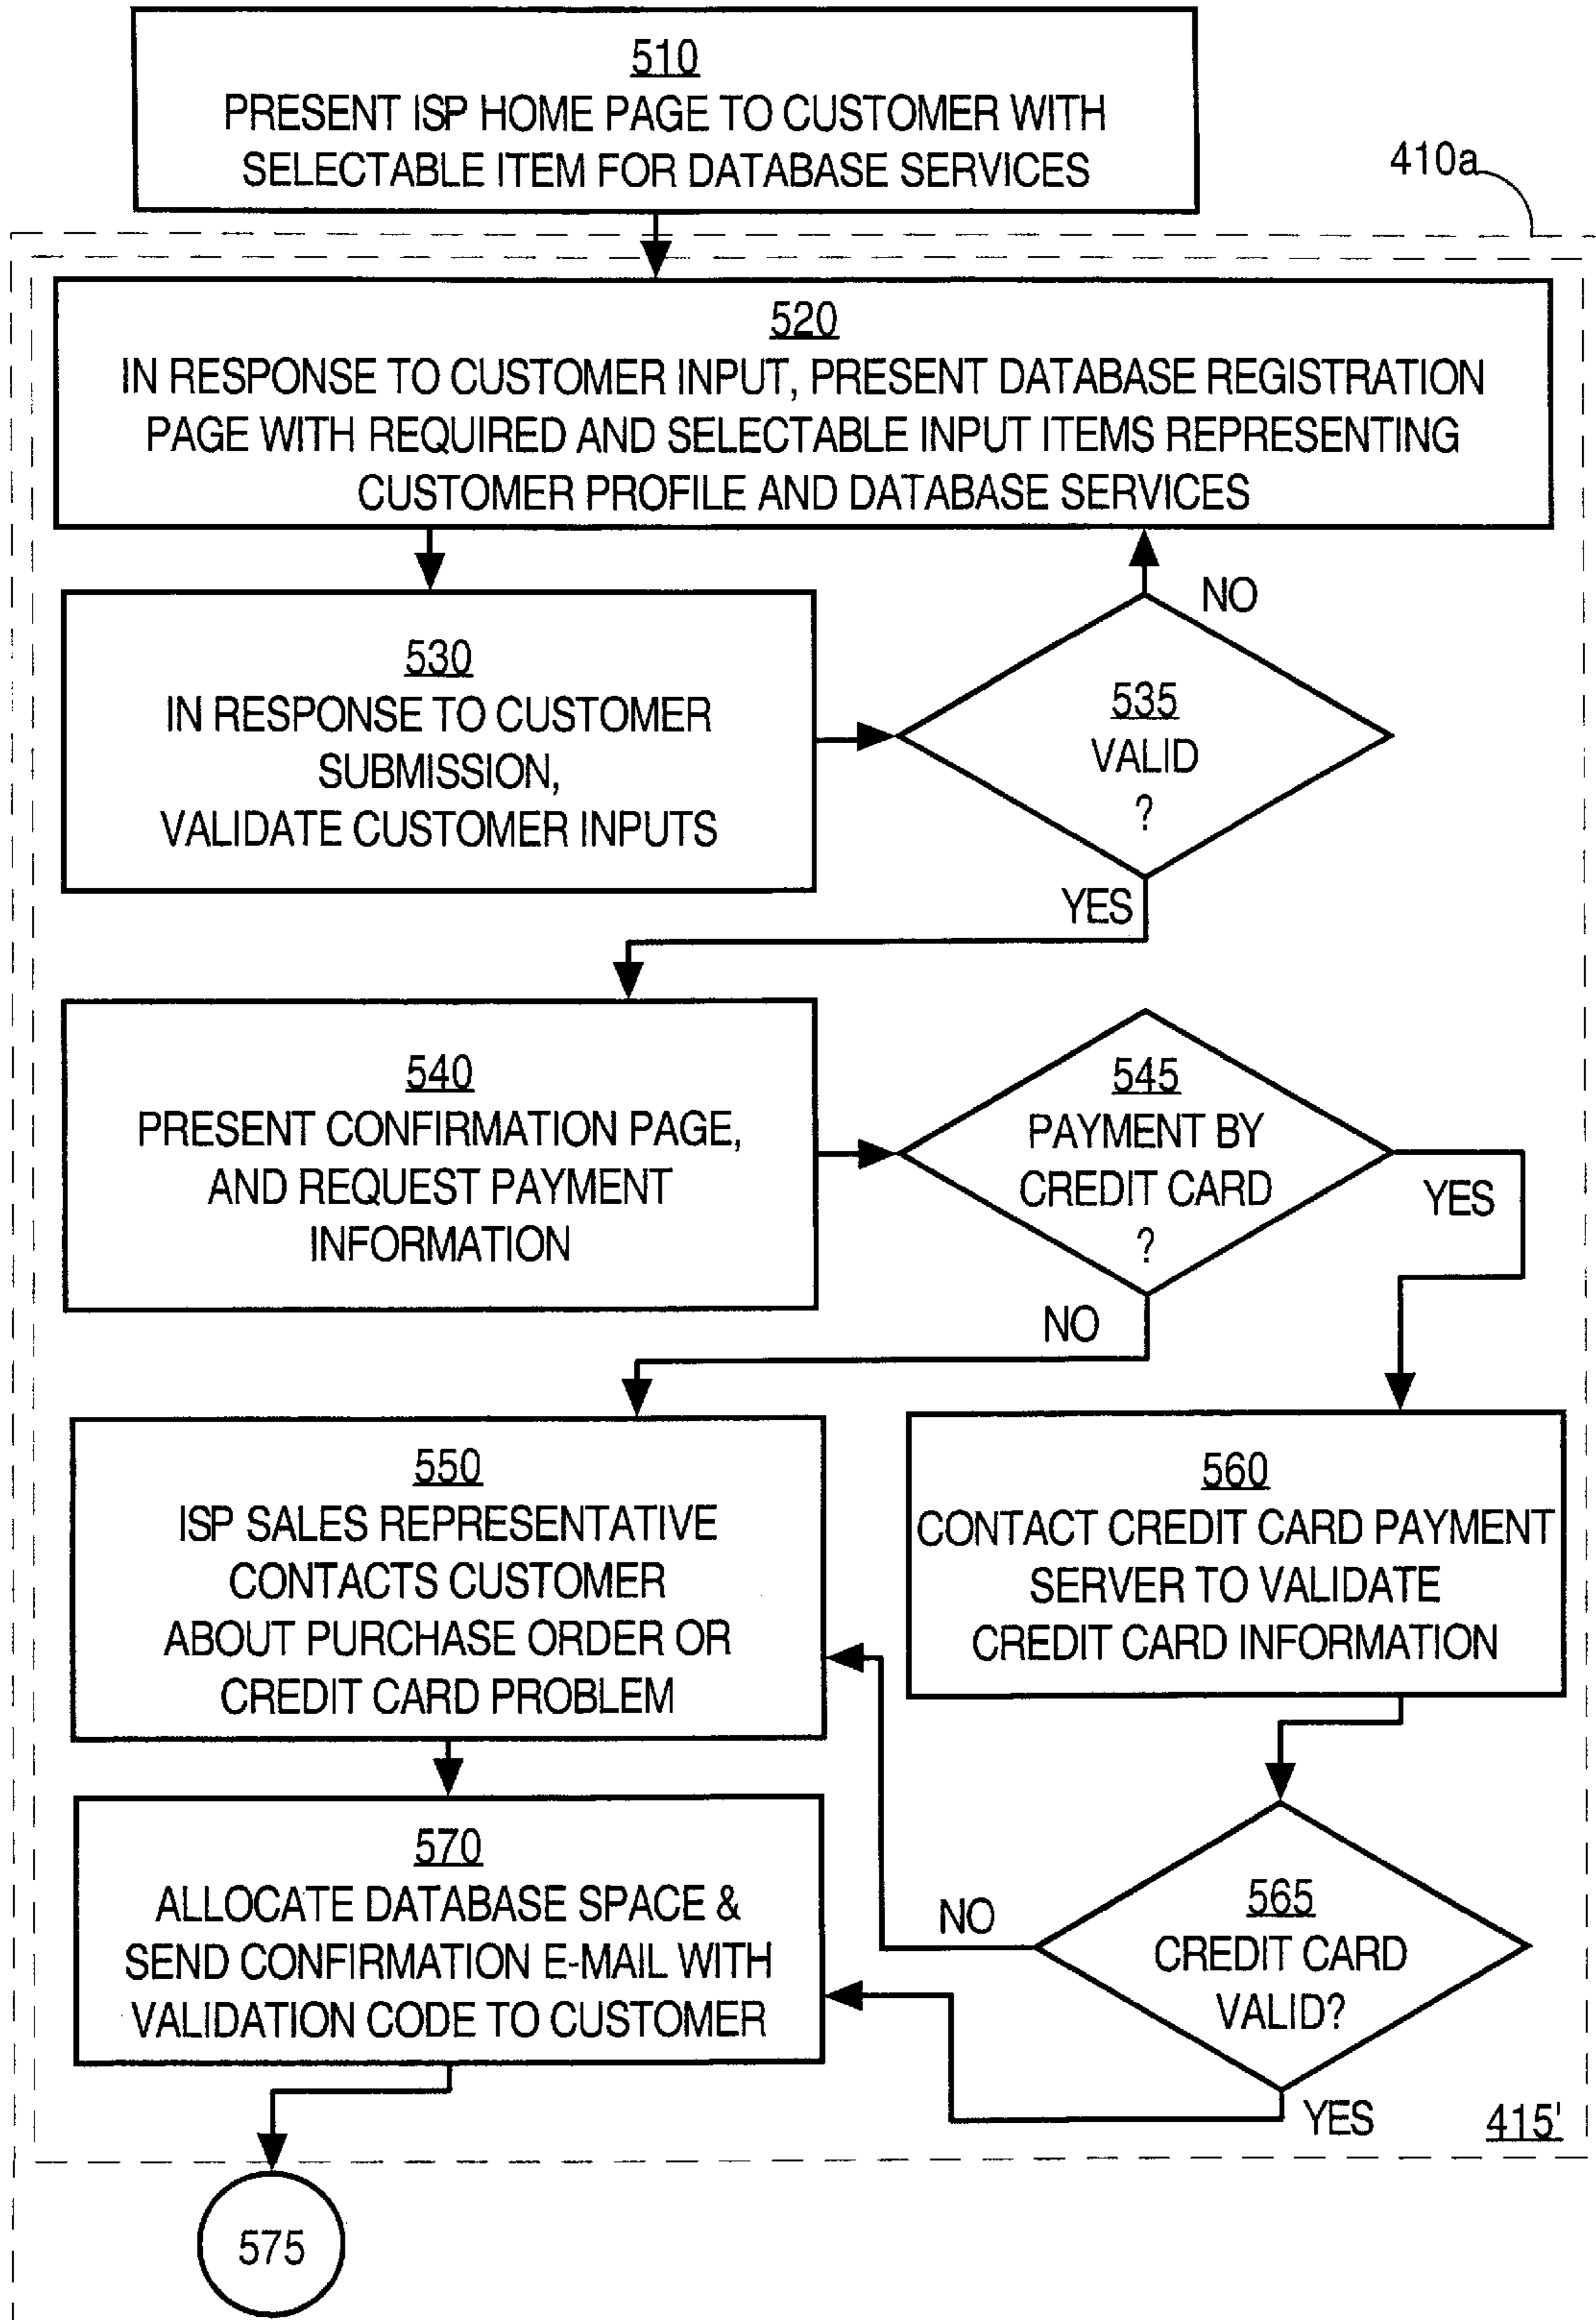 510
PRESENT ISP HOME PAGE TO CUSTOMER WITH
SELECTABLE ITEM FOR DATABASE SERVICES
410a
520
IN RESPONSE TO CUSTOMER INPUT, PRESENT DATABASE REGISTRATION
PAGE WITH REQUIRED AND SELECTABLE INPUT ITEMS REPRESENTING
CUSTOMER PROFILE AND DATABASE SERVICES
530
IN RESPONSE TO CUSTOMER
SUBMISSION,
VALIDATE CUSTOMER INPUTS
NO
535
VALID
?
YES
540
PRESENT CONFIRMATION PAGE,
AND REQUEST PAYMENT
INFORMATION
545
PAYMENT BY
CREDIT CARD
?
YES
NO
550
ISP SALES REPRESENTATIVE
CONTACTS CUSTOMER
ABOUT PURCHASE ORDER OR
CREDIT CARD PROBLEM
560
CONTACT CREDIT CARD PAYMENT
SERVER TO VALIDATE
CREDIT CARD INFORMATION
570
ALLOCATE DATABASE SPACE &
SEND CONFIRMATION E-MAIL WITH
VALIDATION CODE TO CUSTOMER
NO
565
CREDIT CARD
VALID?
YES
415'
575